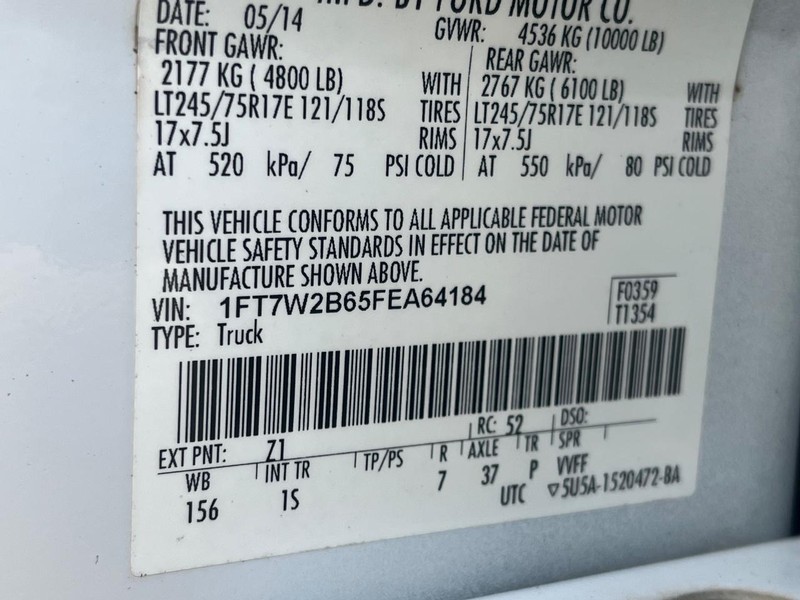 MFD. BY FORD MOTOR CO.
DATE: 05/14 GVWR: 4536 KG (10000 LB)
FRONT GAWR: REAR GAWR:
2177 KG ( 4800 LB) WITH 2767 KG ( 6100 LB) WITH
LT245/75R17E 121/118S TIRES LT245/75R17E 121/118S TIRES
17x7.5J RIMS 17x7.5J RIMS
AT 520 kPa/ 75 PSI COLD AT 550 kPa/ 80 PSI COLD
THIS VEHICLE CONFORMS TO ALL APPLICABLE FEDERAL MOTOR
VEHICLE SAFETY STANDARDS IN EFFECT ON THE DATE OF
MANUFACTURE SHOWN ABOVE.
VIN: 1FT7W2B65FEA64184 F0359
TYPE: Truck T1354
EXT PNT: Z1 RC: 52 DSO:
WB INT TR TP/PS R AXLE TR SPR
156 1S 7 37 P VVFF
UTC ▽5U5A-1520472-BA